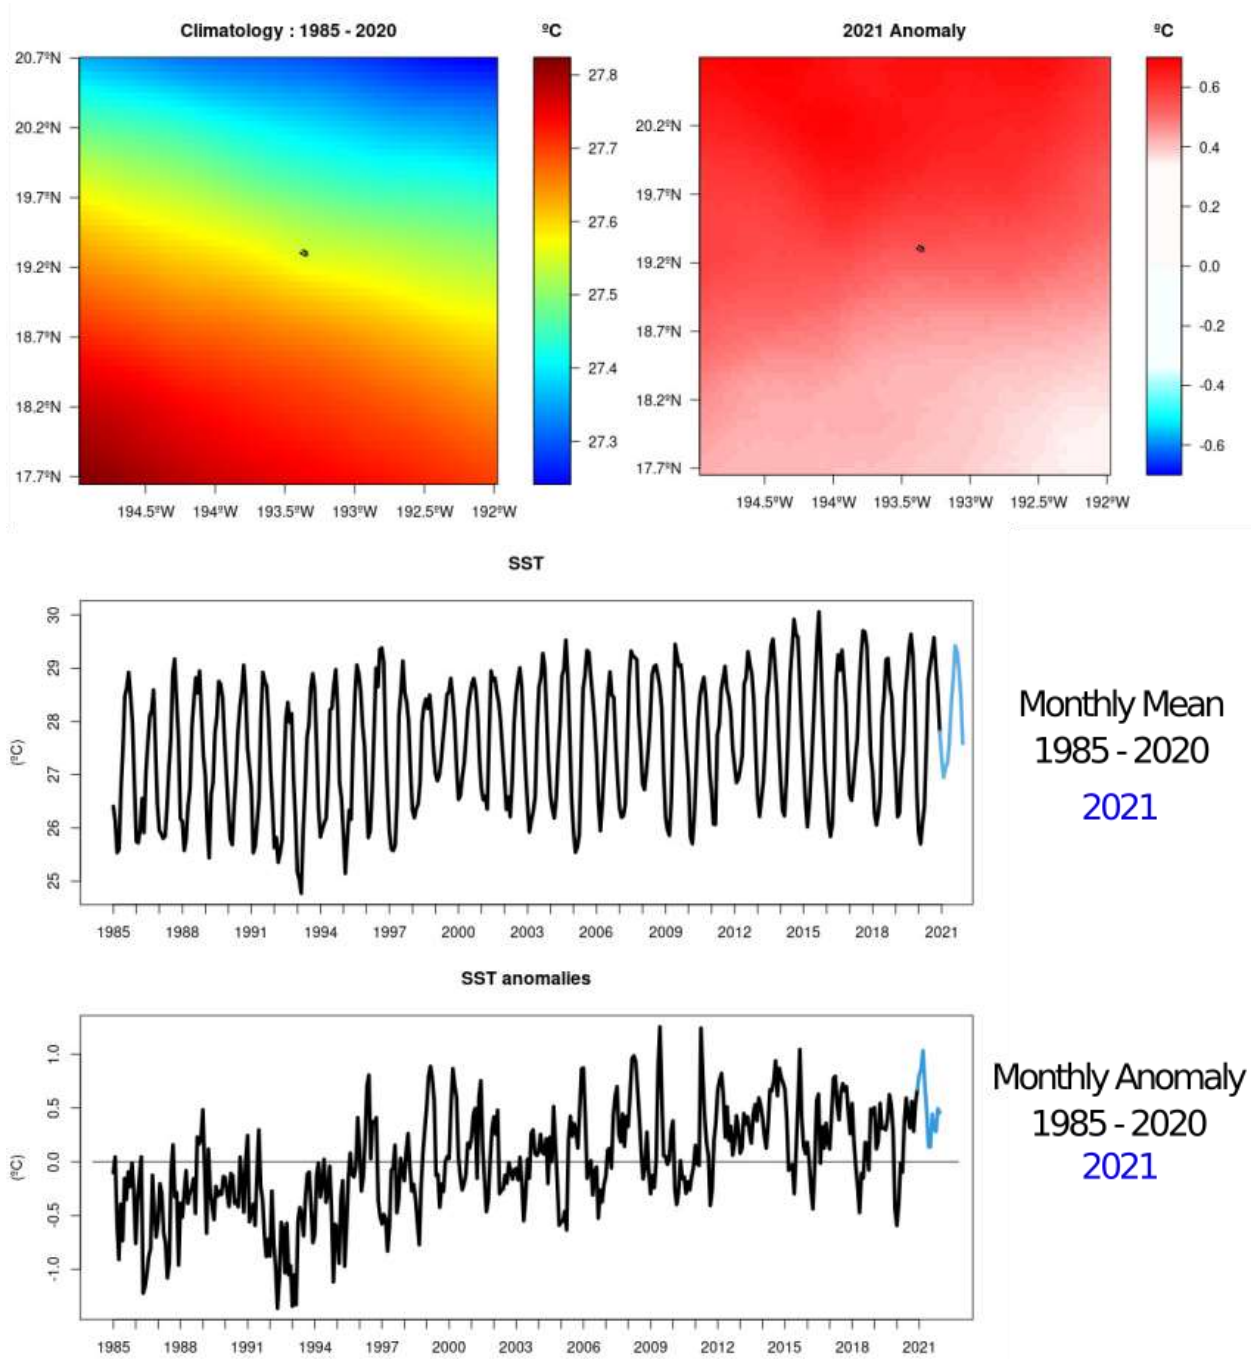 Climatology : 1985 - 2020
ºC
2021 Anomaly
ºC
20.7ºN
20.2ºN
19.7ºN
19.2ºN
18.7ºN
18.2ºN
17.7ºN
194.5ºW 194ºW 193.5ºW 193ºW 192.5ºW 192ºW
27.8
27.7
27.6
27.5
27.4
27.3
20.2ºN
19.7ºN
19.2ºN
18.7ºN
18.2ºN
17.7ºN
194.5ºW 194ºW 193.5ºW 193ºW 192.5ºW 192ºW
0.6
0.4
0.2
0.0
-0.2
-0.4
-0.6
SST
(ºC)
30
29
28
27
26
25
1985 1988 1991 1994 1997 2000 2003 2006 2009 2012 2015 2018 2021
Monthly Mean
1985 - 2020
2021
SST anomalies
(ºC)
1.0
0.5
0.0
-0.5
-1.0
1985 1988 1991 1994 1997 2000 2003 2006 2009 2012 2015 2018 2021
Monthly Anomaly
1985 - 2020
2021